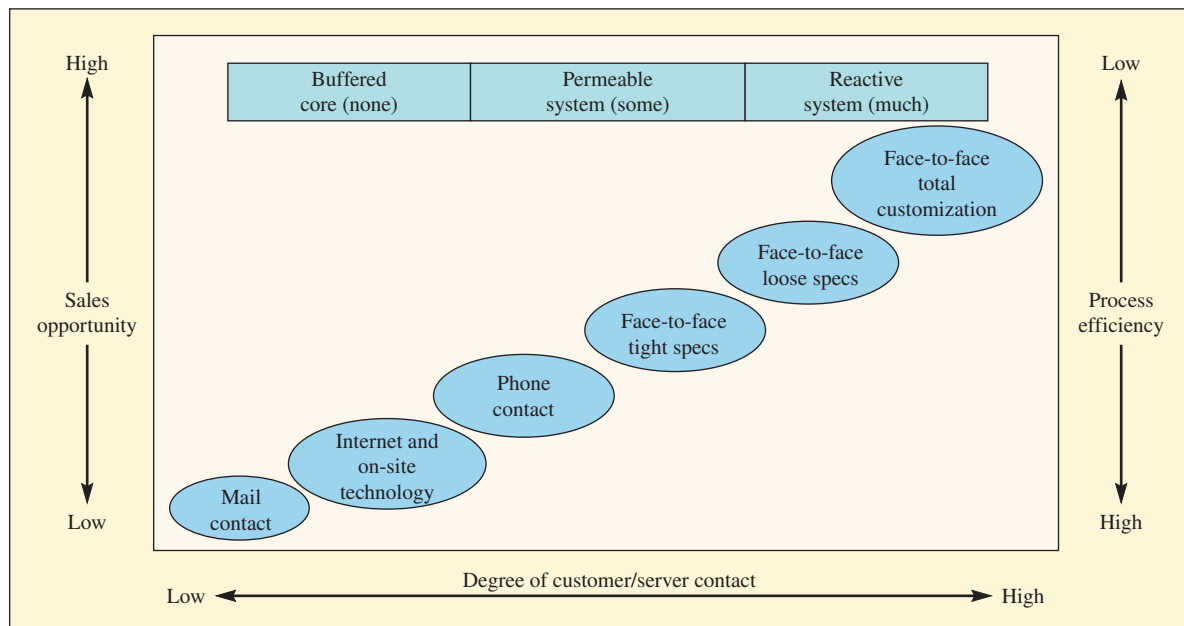 High
Low
Buffered
core (none)
Permeable
system (some)
Reactive
system (much)
Face-to-face
total
customization
Face-to-face
loose specs
Sales
opportunity
Process
efficiency
Face-to-face
tight specs
Phone
contact
Internet and
on-site
technology
Mail
contact
Low
High
Degree of customer/server contact
Low
High